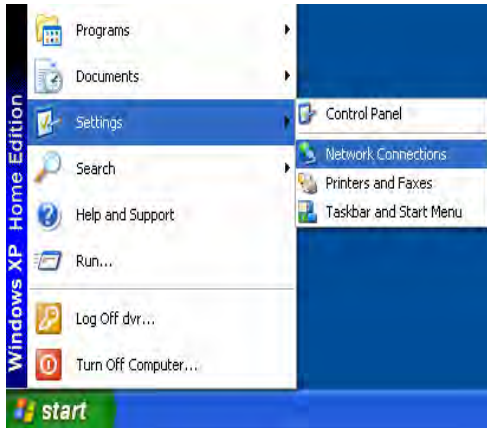 Windows XP Home Edition
Programs
Documents
Settings
Search
Help and Support
Run...
Log Off dvr...
Turn Off Computer...
Control Panel
Network Connections
Printers and Faxes
Taskbar and Start Menu
start